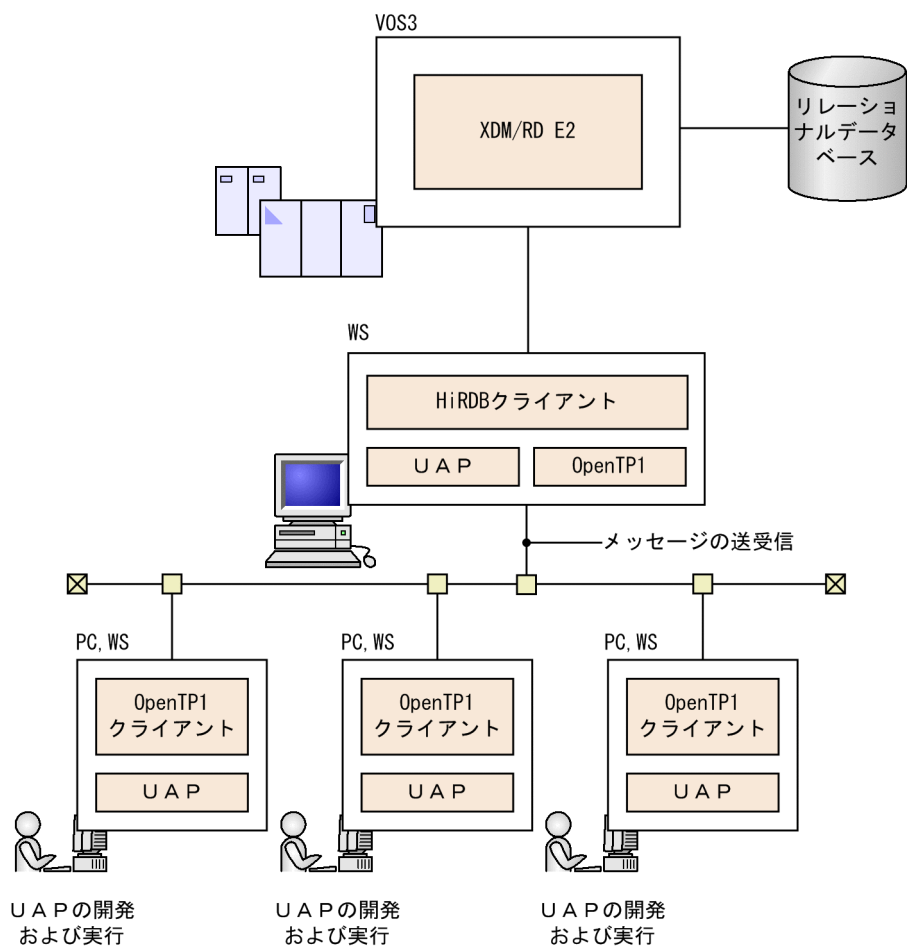 VOS3
XDM/RD E2
リレーショ
ナルデータ
ベース
WS
HiRDBクライアント
ＵＡＰ
OpenTP1
メッセージの送受信
PC, WS
PC, WS
PC, WS
OpenTP1
クライアント
OpenTP1
クライアント
OpenTP1
クライアント
ＵＡＰ
ＵＡＰ
ＵＡＰ
ＵＡＰの開発
および実行
ＵＡＰの開発
および実行
ＵＡＰの開発
および実行